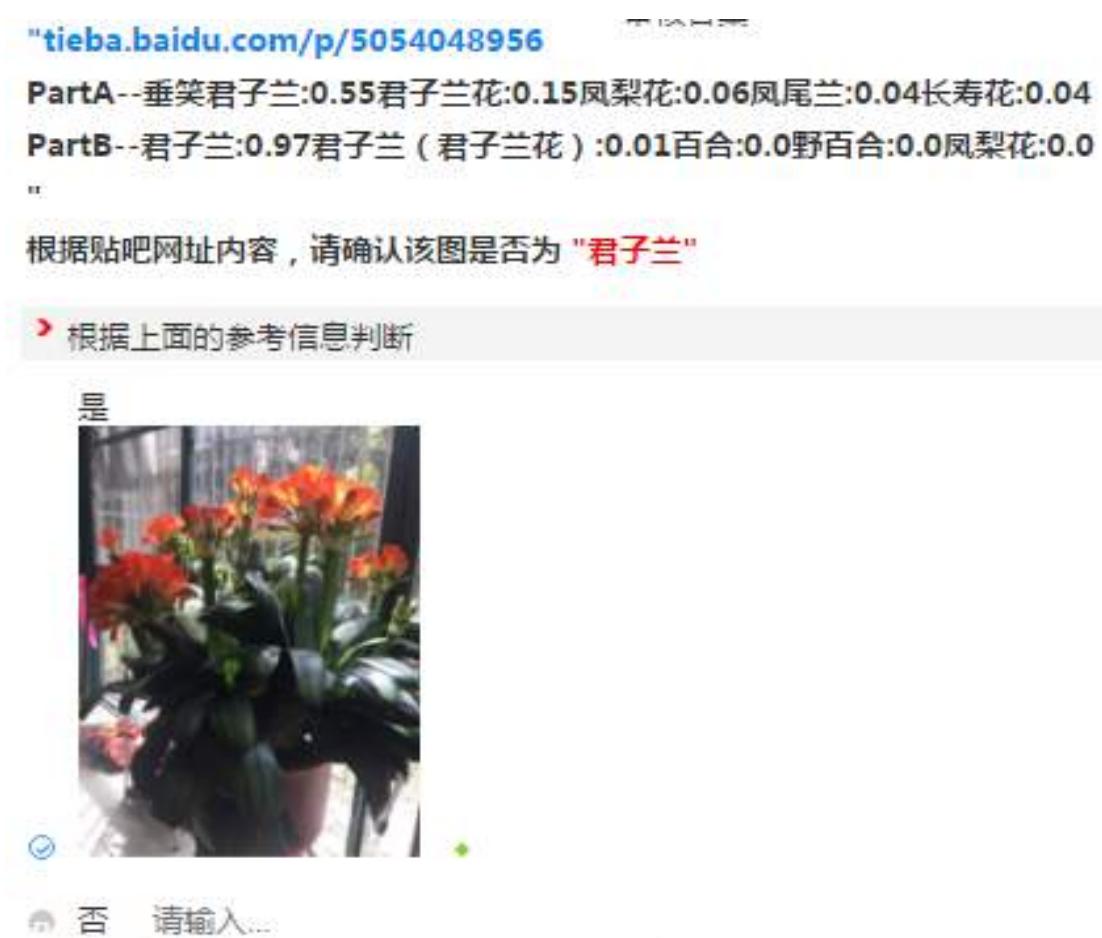 "tieba.baidu.com/p/5054048956
PartA--垂笑君子兰:0.55君子兰花:0.15凤梨花:0.06凤尾兰:0.04长寿花:0.04
PartB--君子兰:0.97君子兰（君子兰花）:0.01百合:0.0野百合:0.0凤梨花:0.0
"
根据贴吧网址内容，请确认该图是否为 "君子兰"
根据上面的参考信息判断
是
否 请输入...